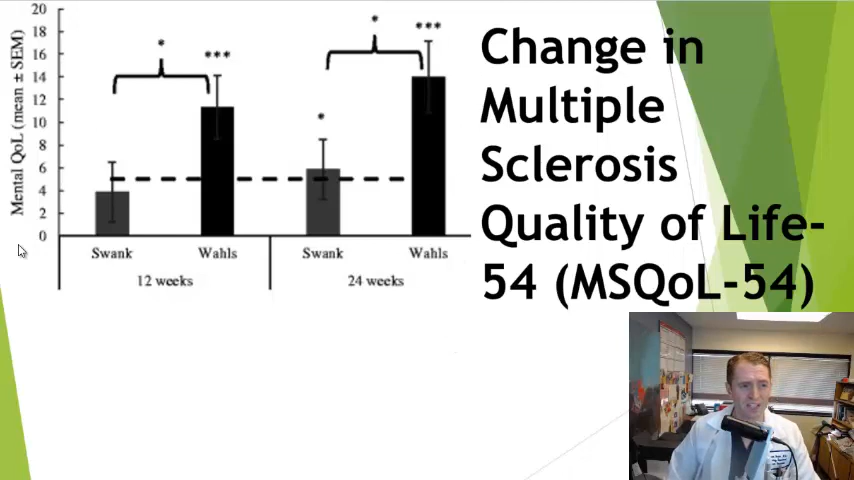 20
18
16
14
12
10
8
6
4
2
0
Mental QoL (mean ± SEM)
*
***
*
*
***
Swank Wahls Swank Wahls
12 weeks 24 weeks
Change in
Multiple
Sclerosis
Quality of Life-
54 (MSQoL-54)